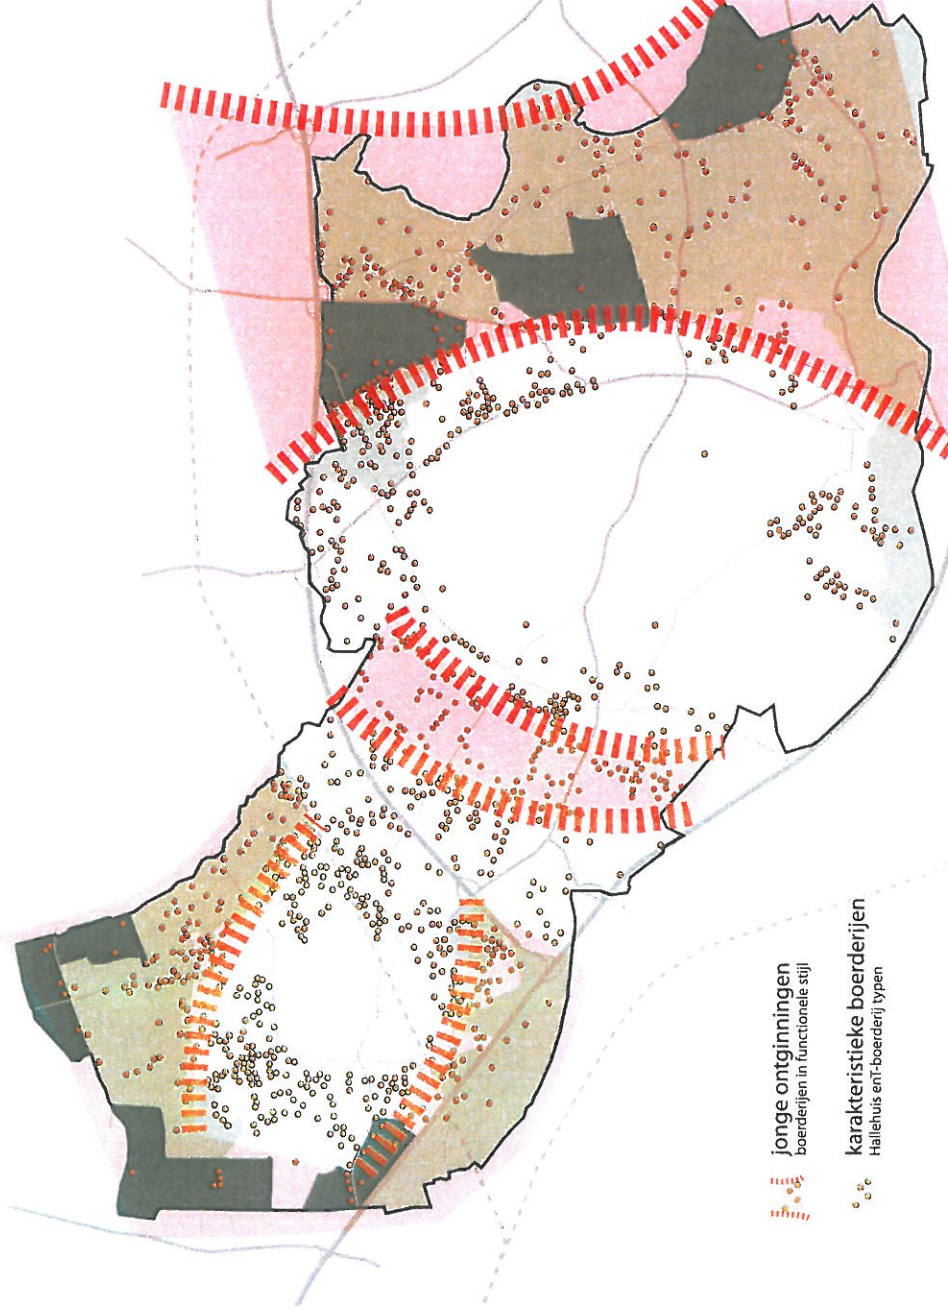 jonge ontginningen
boerderijen in functionele stijl
karakteristieke boerderijen
Hallehuis enT-boerderij typen